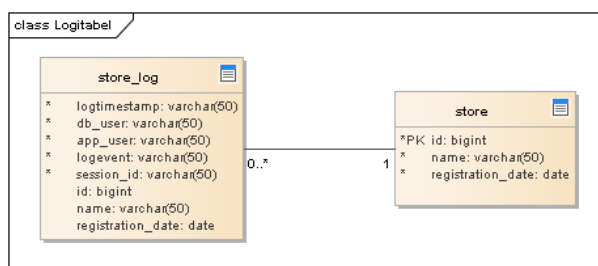 class Logitabel
store_log
* logtimestamp: varchar(50)
* db_user: varchar(50)
* app_user: varchar(50)
* logevent: varchar(50)
* session_id: varchar(50)
id: bigint
name: varchar(50)
registration_date: date
0..*
1
store
*PK id: bigint
* name: varchar(50)
* registration_date: date